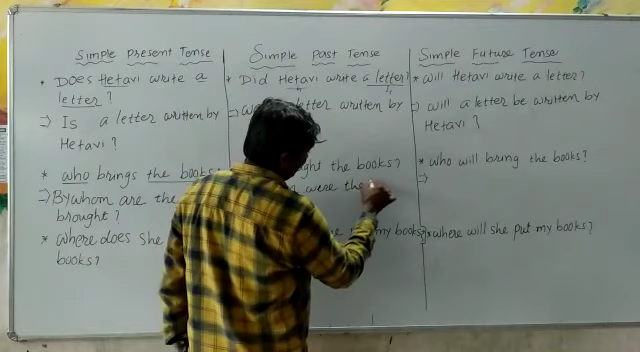 Simple Present Tense
* Does Hetavi write a
letter ?
⇒ Is a letter written by
Hetavi ?
* who brings the books
⇒ Bywhom are the
brought ?
* where does she
books?
Simple Past Tense
* Did Hetavi write a letter?
⇒ letter written by
the books?
were the
my books?
Simple Future Tense
* will Hetavi write a letter?
⇒ will a letter be written by
Hetavi ?
* who will bring the books?
⇒
* where will she put my books?